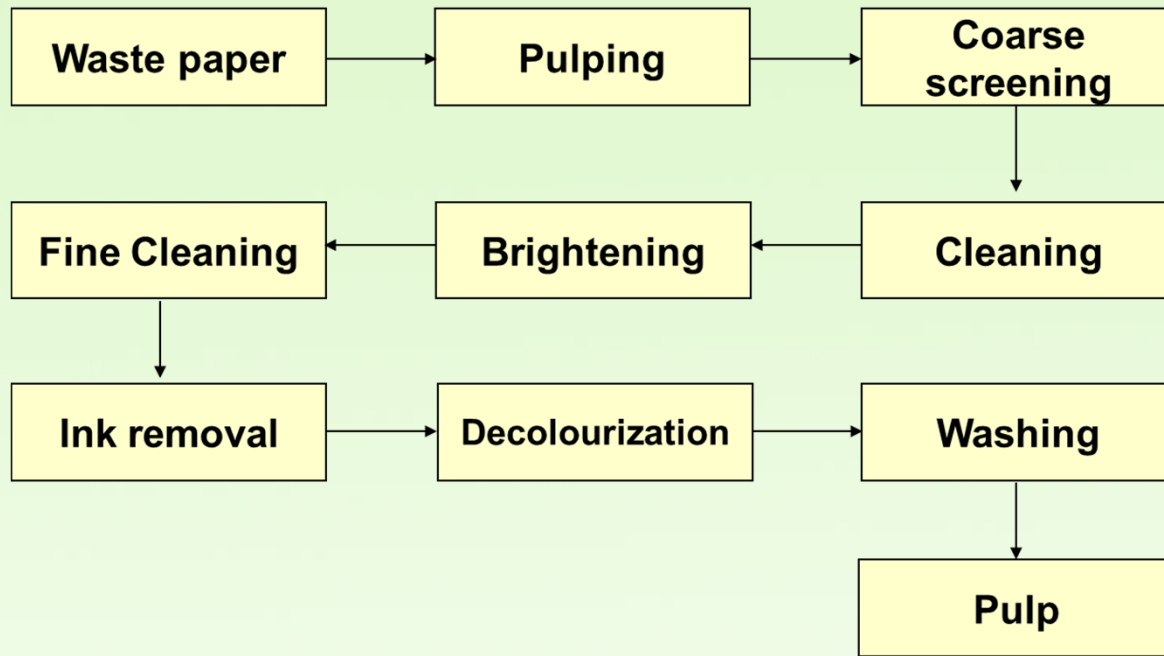 Waste paper
Pulping
Coarse
screening
Cleaning
Brightening
Fine Cleaning
Ink removal
Decolourization
Washing
Pulp